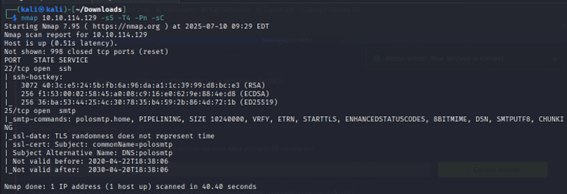 ┌──(kali㉿kali)-[~/Downloads]
└─$ nmap 10.10.114.129 -sS -T4 -Pn -sC
Starting Nmap 7.95 ( https://nmap.org ) at 2025-07-10 09:29 EDT
Nmap scan report for 10.10.114.129
Host is up (0.51s latency).
Not shown: 998 closed tcp ports (reset)
PORT   STATE SERVICE
22/tcp open  ssh
| ssh-hostkey:
|   3072 40:3c:e5:24:5b:fb:6a:96:da:a1:1c:39:99:d8:bc:e3 (RSA)
|   256 f1:53:00:02:58:45:a0:08:c9:16:e0:62:9e:88:4e:d8 (ECDSA)
|_  256 36:ba:53:44:25:4c:30:78:35:b4:59:2b:86:4d:72:1b (ED25519)
25/tcp open  smtp
|_smtp-commands: polosmtp.home, PIPELINING, SIZE 10240000, VRFY, ETRN, STARTTLS, ENHANCEDSTATUSCODES, 8BITMIME, DSN, SMTPUTF8, CHUNKI
NG
|_ssl-date: TLS randomness does not represent time
| ssl-cert: Subject: commonName=polosmtp
| Subject Alternative Name: DNS:polosmtp
| Not valid before: 2020-04-22T18:38:06
|_Not valid after:  2030-04-20T18:38:06
Nmap done: 1 IP address (1 host up) scanned in 40.40 seconds